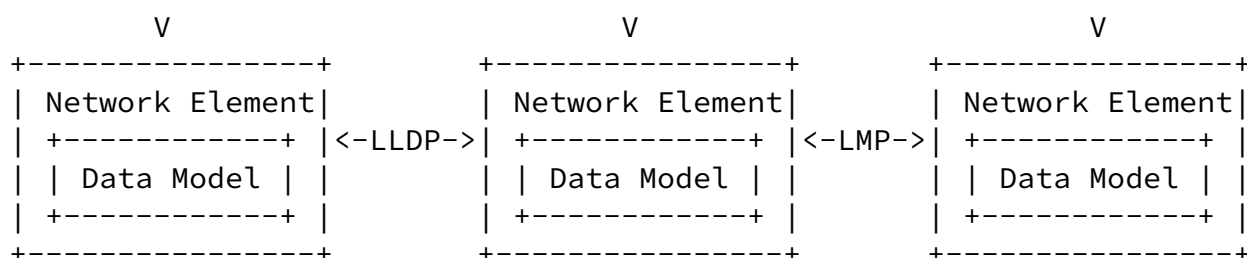 V                             V                           V
 +----------------+         +----------------+        +----------------+
 | Network Element|         | Network Element|        | Network Element|
 | +------------+ |<-LLDP->| +------------+ |<-LMP->| +------------+ |
 | | Data Model | |         | | Data Model | |        | | Data Model | |
 | +------------+ |         | +------------+ |        | +------------+ |
 +----------------+         +----------------+        +----------------+